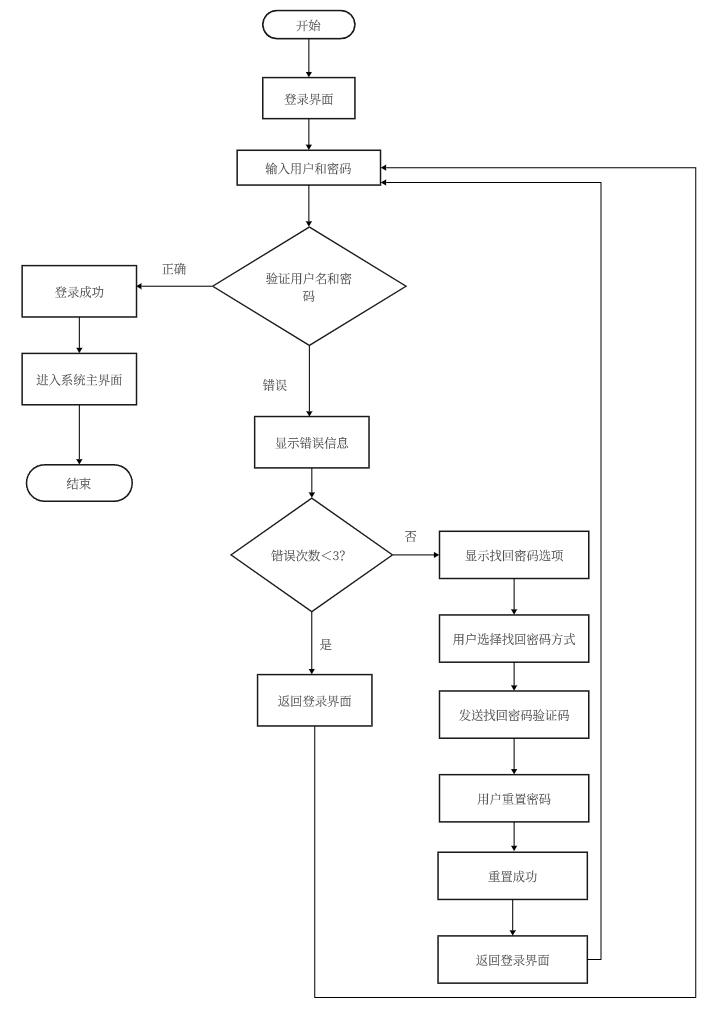 开始
登录界面
输入用户和密码
验证用户名和密
码
正确
登录成功
进入系统主界面
结束
错误
显示错误信息
错误次数<3?
否
显示找回密码选项
用户选择找回密码方式
发送找回密码验证码
用户重置密码
重置成功
返回登录界面
是
返回登录界面